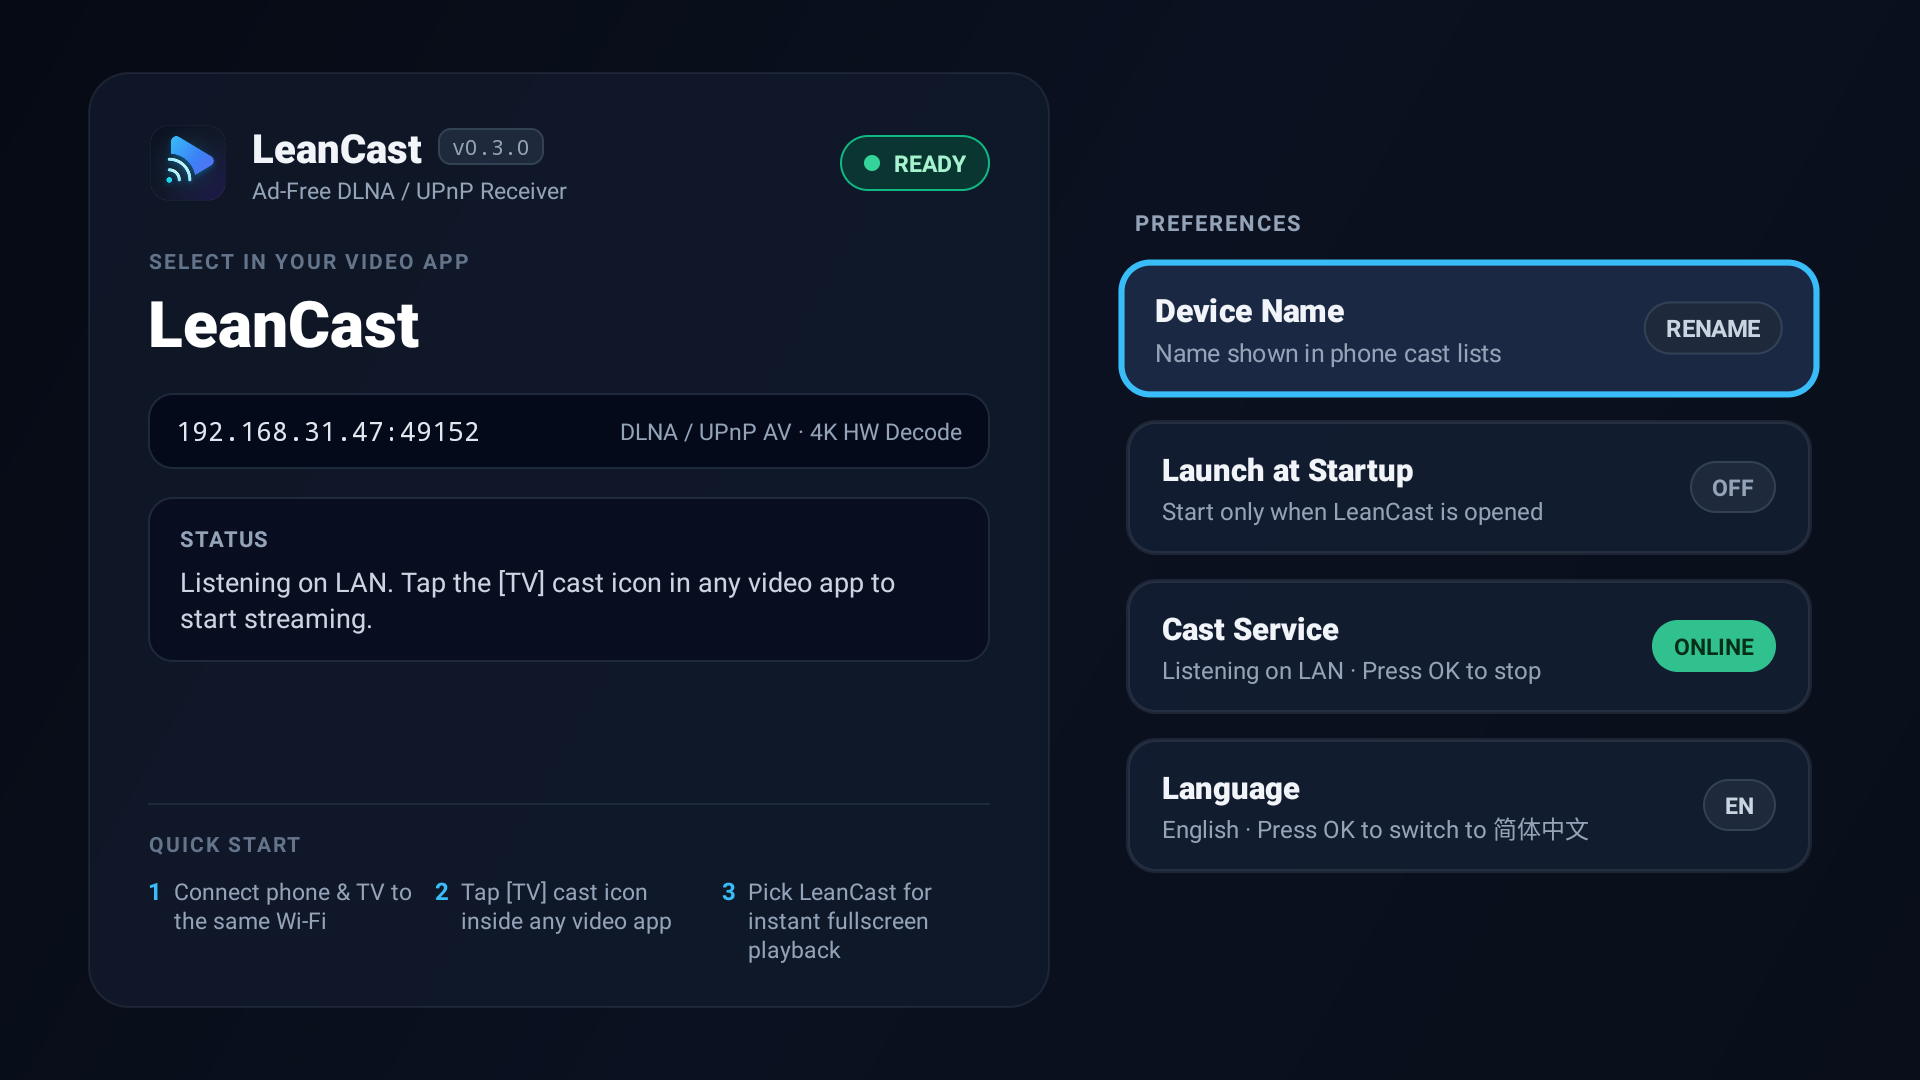 LeanCast v0.3.0
Ad-Free DLNA / UPnP Receiver
READY
SELECT IN YOUR VIDEO APP
LeanCast
192.168.31.47:49152
DLNA / UPnP AV · 4K HW Decode
STATUS
Listening on LAN. Tap the [TV] cast icon in any video app to
start streaming.
QUICK START
1 Connect phone & TV to
the same Wi-Fi
2 Tap [TV] cast icon
inside any video app
3 Pick LeanCast for
instant fullscreen
playback
PREFERENCES
Device Name
Name shown in phone cast lists
RENAME
Launch at Startup
Start only when LeanCast is opened
OFF
Cast Service
Listening on LAN · Press OK to stop
ONLINE
Language
English · Press OK to switch to 简体中文
EN